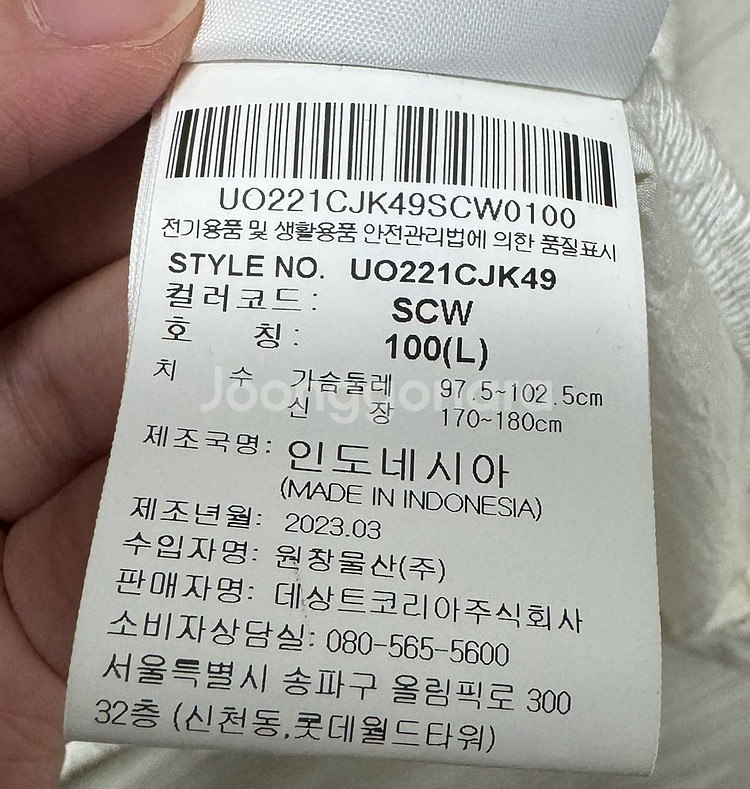 UO221CJK49SCW0100
전기용품 및 생활용품 안전관리법에 의한 품질표시
STYLE NO. UO221CJK49
컬러코드: SCW
호 칭: 100(L)
치 수 가슴둘레 97.5~102.5cm
신 장 170~180cm
Joongonara
제조국명: 인도네시아
(MADE IN INDONESIA)
제조년월: 2023.03
수입자명: 원창물산(주)
판매자명: 데상트코리아주식회사
소비자상담실: 080-565-5600
서울특별시 송파구 올림픽로 300
32층 (신천동,롯데월드타워)